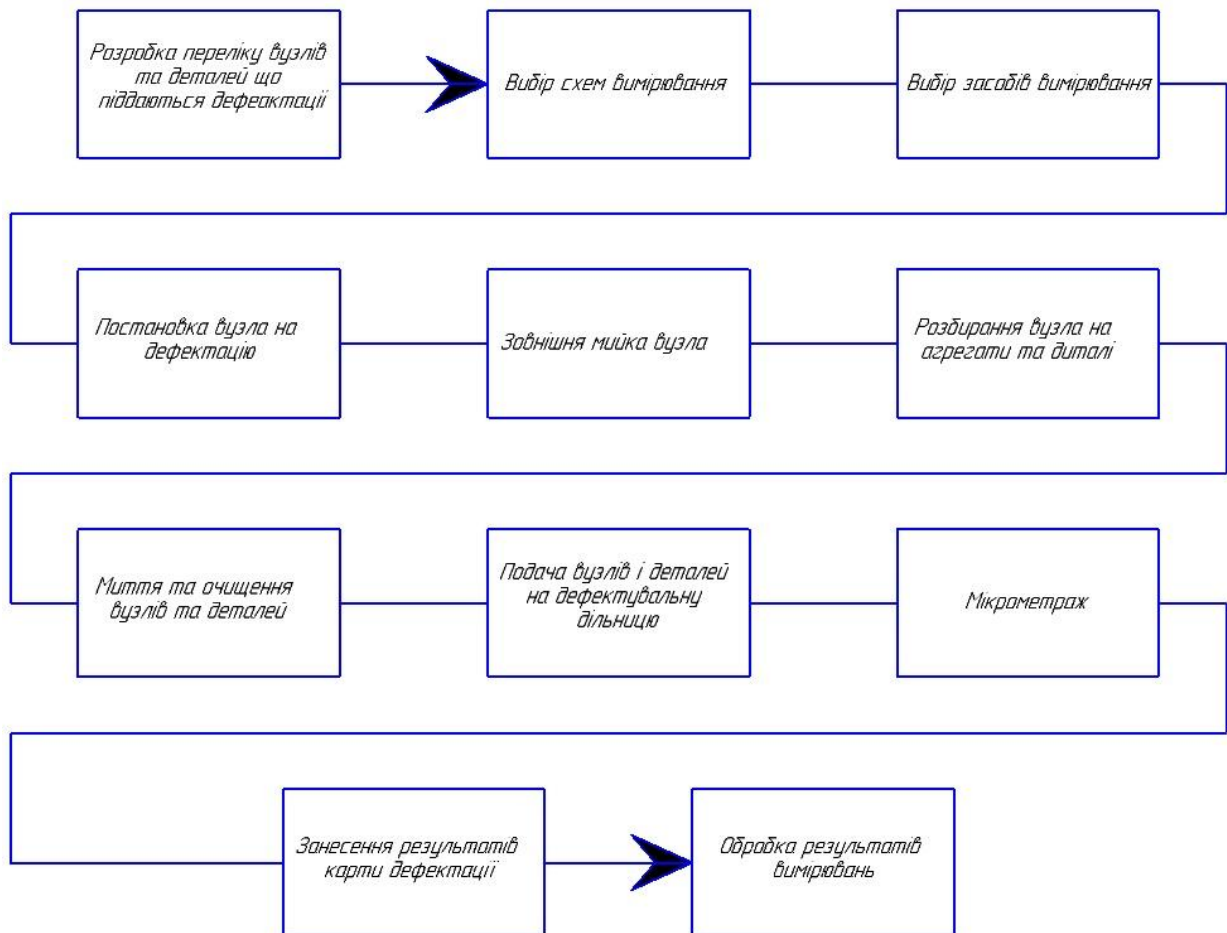 Розробка переліку вузлів
та деталей що
піддаються дефеактації
Вибір схем вимірювання
Вибір засобів вимірювання
Постановка вузла на
дефектацію
Зовнішня мийка вузла
Розбирання вузла на
агрегати та диталі
Миття та очищення
вузлів та деталей
Подача вузлів і деталей
на дефектувальну
дільницю
Мікрометраж
Занесення результатів
карти дефектації
Обробка результатів
вимірювань